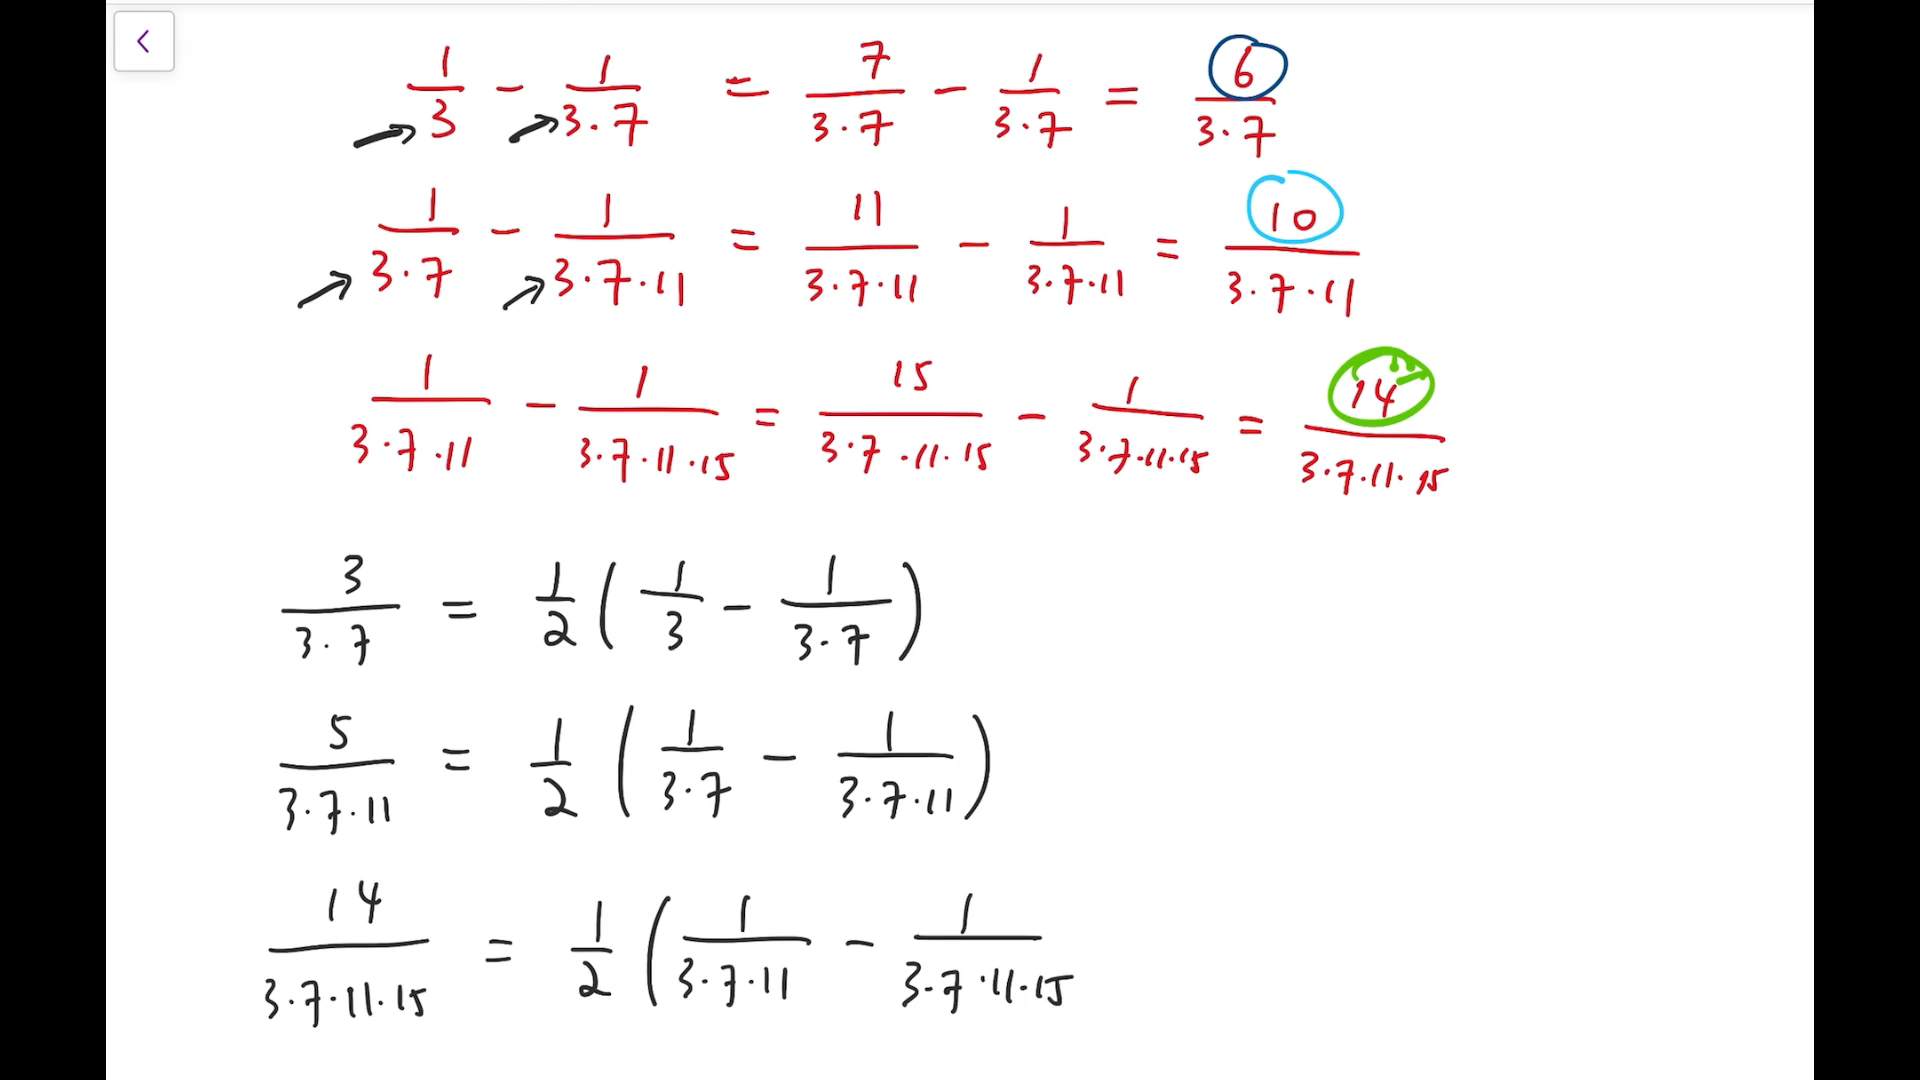 1/3 - 1/(3·7) = 7/(3·7) - 1/(3·7) = 6/(3·7)
1/(3·7) - 1/(3·7·11) = 11/(3·7·11) - 1/(3·7·11) = 10/(3·7·11)
1/(3·7·11) - 1/(3·7·11·15) = 15/(3·7·11·15) - 1/(3·7·11·15) = 14/(3·7·11·15)
3/(3·7) = 1/2 (1/3 - 1/(3·7))
5/(3·7·11) = 1/2 (1/(3·7) - 1/(3·7·11))
14/(3·7·11·15) = 1/2 (1/(3·7·11) - 1/(3·7·11·15)